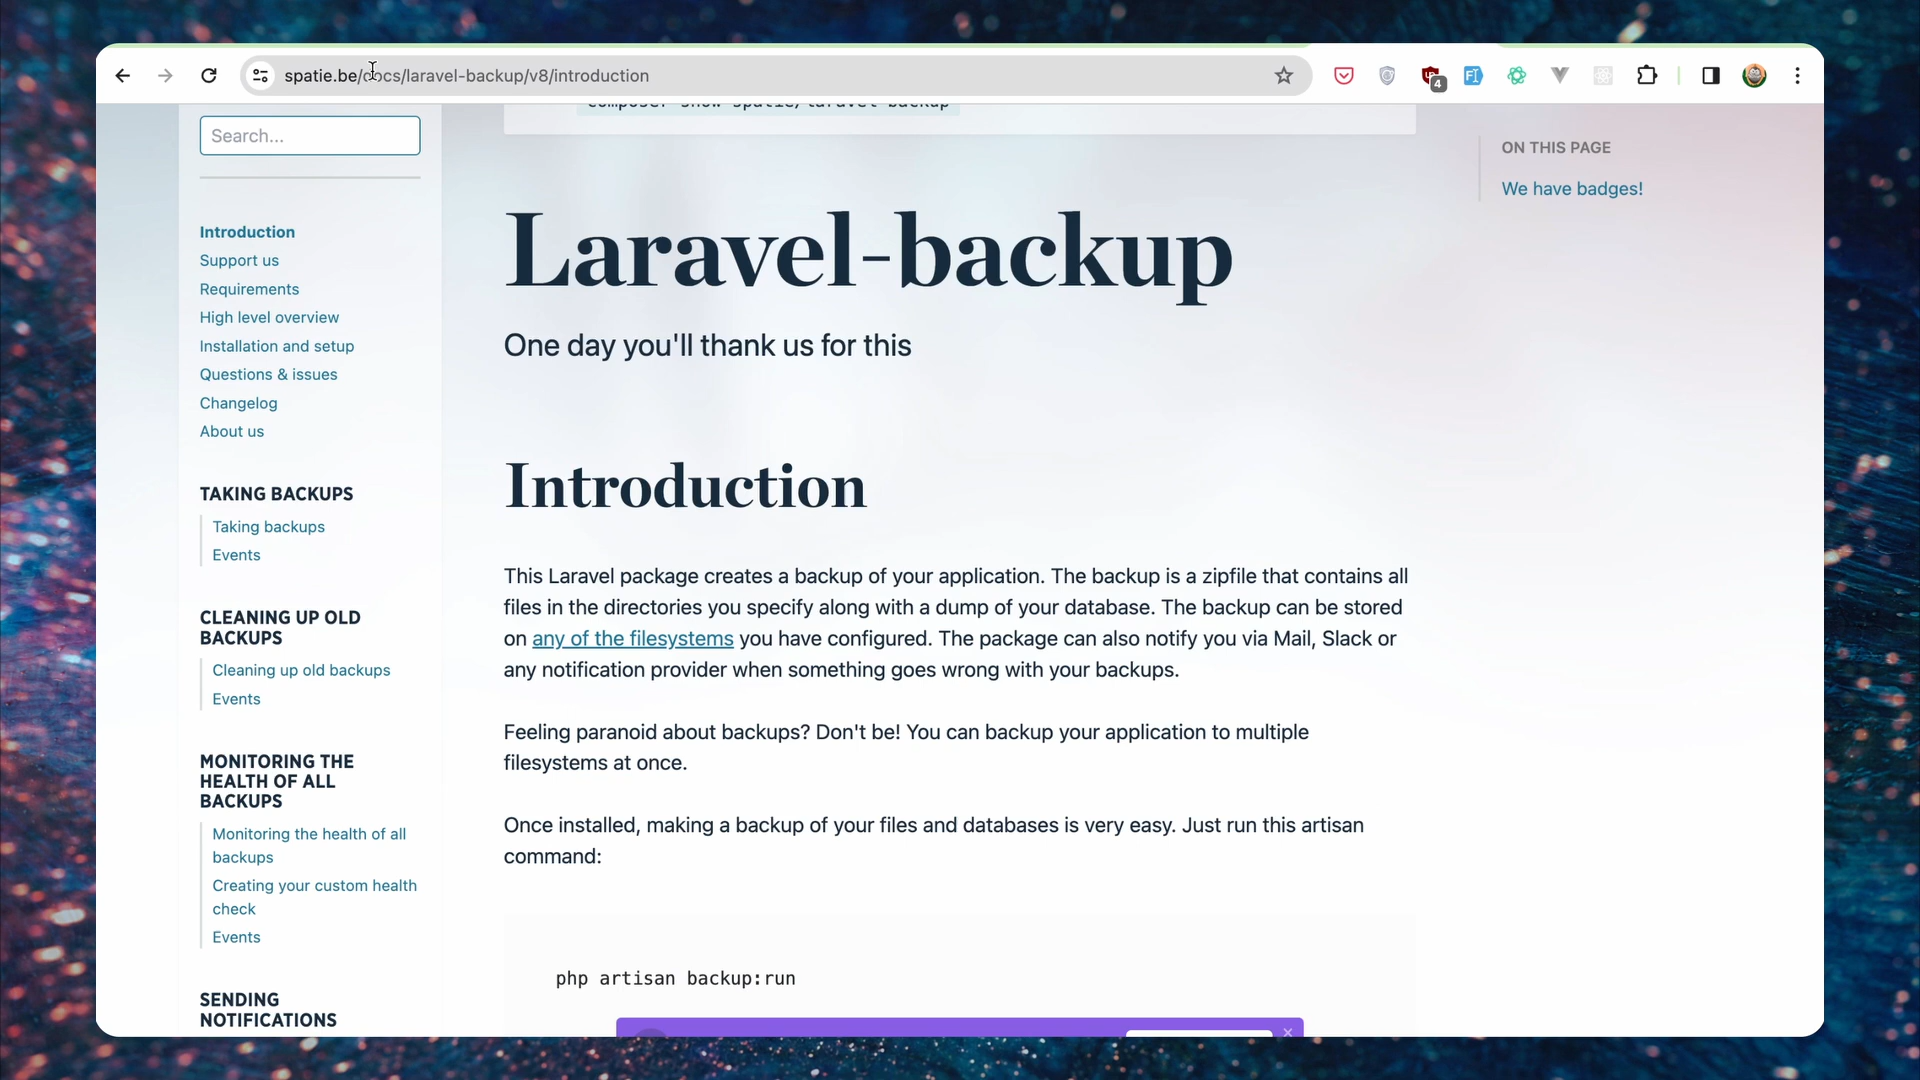 spatie.be/docs/laravel-backup/v8/introduction
4
composer show spatie/laravel-backup
Search...
ON THIS PAGE
We have badges!
Introduction
Support us
Requirements
High level overview
Installation and setup
Questions & issues
Changelog
About us
TAKING BACKUPS
Taking backups
Events
CLEANING UP OLD
BACKUPS
Cleaning up old backups
Events
MONITORING THE
HEALTH OF ALL
BACKUPS
Monitoring the health of all
backups
Creating your custom health
check
Events
SENDING
NOTIFICATIONS
Laravel-backup
One day you'll thank us for this
Introduction
This Laravel package creates a backup of your application. The backup is a zipfile that contains all
files in the directories you specify along with a dump of your database. The backup can be stored
on any of the filesystems you have configured. The package can also notify you via Mail, Slack or
any notification provider when something goes wrong with your backups.
Feeling paranoid about backups? Don't be! You can backup your application to multiple
filesystems at once.
Once installed, making a backup of your files and databases is very easy. Just run this artisan
command:
php artisan backup:run